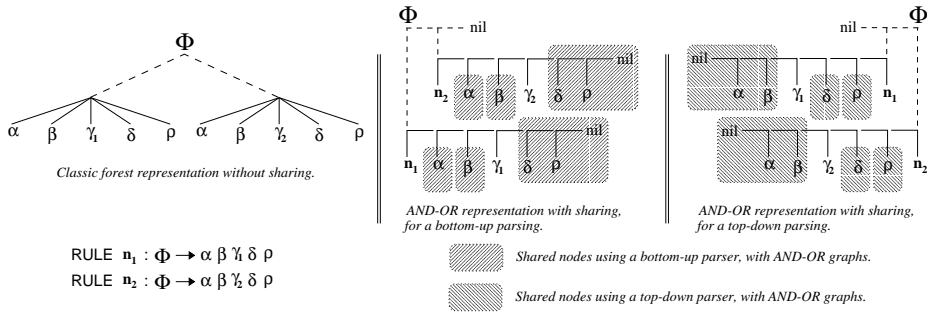 Φ
α β γ₁ δ ρ α β γ₂ δ ρ
Classic forest representation without sharing.
RULE n₁ : Φ → α β γ₁ δ ρ
RULE n₂ : Φ → α β γ₂ δ ρ
Φ
nil
nil
n₂ α β γ₂ δ ρ
nil
n₁ α β γ₁ δ ρ
AND-OR representation with sharing,
for a bottom-up parsing.
Φ
nil
nil
α β γ₁ δ ρ n₁
nil
α β γ₂ δ ρ n₂
AND-OR representation with sharing,
for a top-down parsing.
Shared nodes using a bottom-up parser, with AND-OR graphs.
Shared nodes using a top-down parser, with AND-OR graphs.